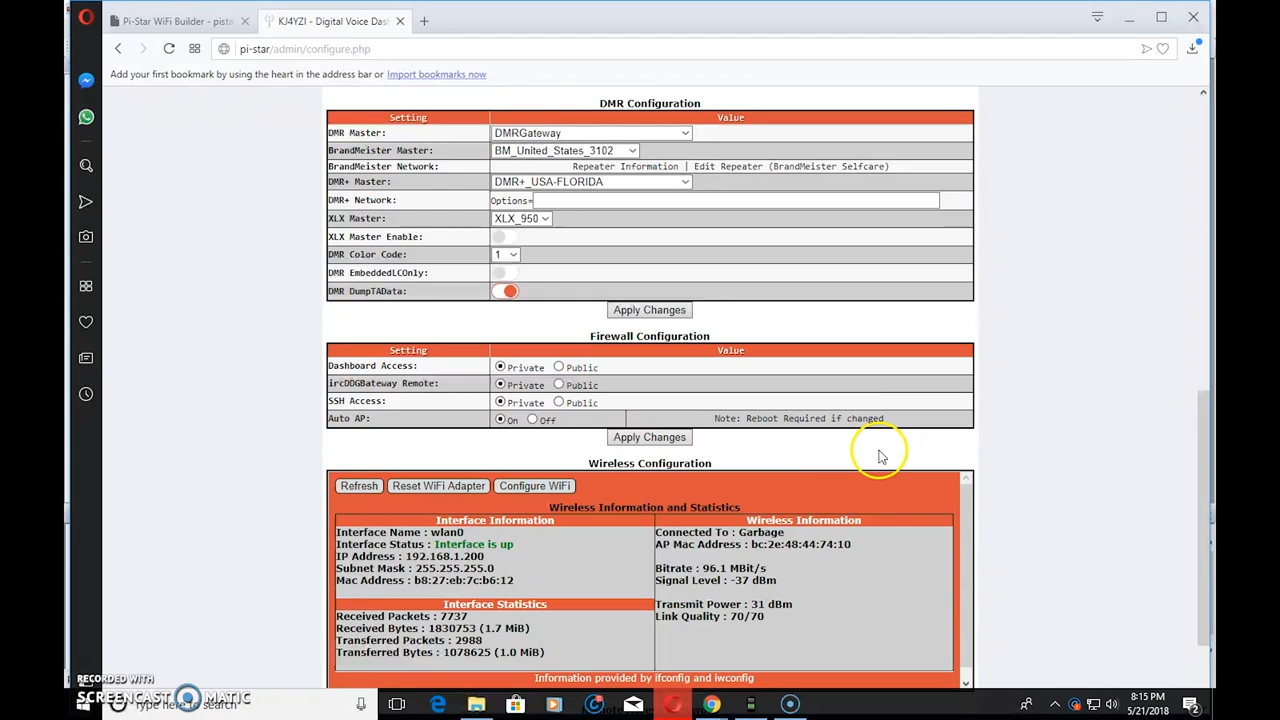 Pi-Star WiFi Builder - pista
KJ4YZI - Digital Voice Das
pi-star/admin/configure.php
Add your first bookmark by using the heart in the address bar or Import bookmarks now
DMR Configuration
Setting Value
DMR Master: DMRGateway
BrandMeister Master: BM_United_States_3102
BrandMeister Network: Repeater Information | Edit Repeater (BrandMeister Selfcare)
DMR+ Master: DMR+_USA-FLORIDA
DMR+ Network: Options=
XLX Master: XLX_950
XLX Master Enable:
DMR Color Code: 1
DMR EmbeddedLCOnly:
DMR DumpTAData:
Apply Changes
Firewall Configuration
Setting Value
Dashboard Access: Private Public
ircDDGBateway Remote: Private Public
SSH Access: Private Public
Auto AP: On Off Note: Reboot Required if changed
Apply Changes
Wireless Configuration
Refresh Reset WiFi Adapter Configure WiFi
Wireless Information and Statistics
Interface Information
Interface Name : wlan0
Interface Status : Interface is up
IP Address : 192.168.1.200
Subnet Mask : 255.255.255.0
Mac Address : b8:27:eb:7c:b6:12
Interface Statistics
Received Packets : 7737
Received Bytes : 1830753 (1.7 MiB)
Transferred Packets : 2988
Transferred Bytes : 1078625 (1.0 MiB)
Wireless Information
Connected To : Garbage
AP Mac Address : bc:2e:48:44:74:10
Bitrate : 96.1 MBit/s
Signal Level : -37 dBm
Transmit Power : 31 dBm
Link Quality : 70/70
Information provided by ifconfig and iwconfig
RECORDED WITH
SCREENCAST MATIC
Type here to search
8:15 PM
5/21/2018
2